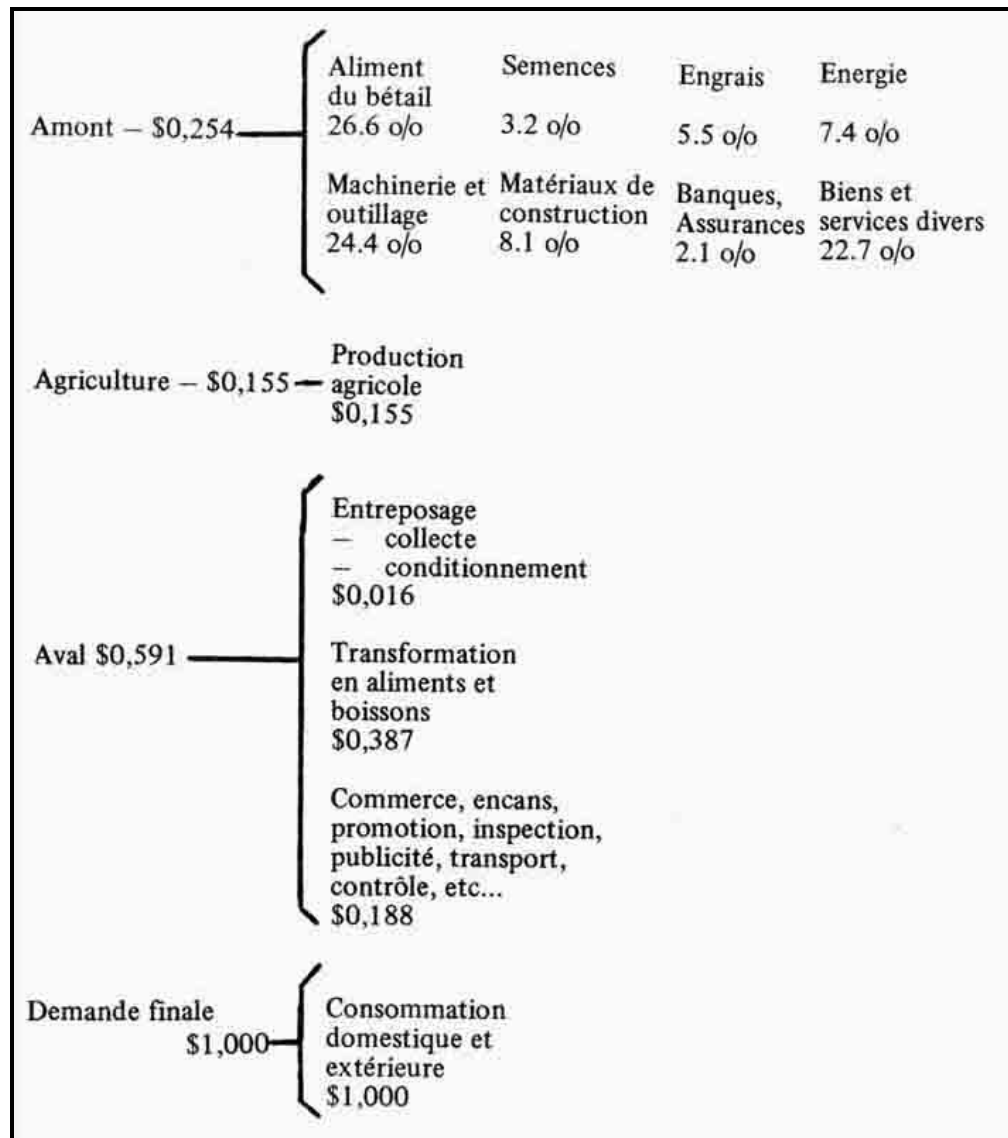 Aliment
du bétail
26.6 o/o
Semences
3.2 o/o
Engrais
5.5 o/o
Energie
7.4 o/o
Amont – $0,254
Machinerie et
outillage
24.4 o/o
Matériaux de
construction
8.1 o/o
Banques,
Assurances
2.1 o/o
Biens et
services divers
22.7 o/o
Agriculture – $0,155
Production
agricole
$0,155
Aval $0,591
Entreposage
– collecte
– conditionnement
$0,016
Transformation
en aliments et
boissons
$0,387
Commerce, encans,
promotion, inspection,
publicité, transport,
contrôle, etc...
$0,188
Demande finale
$1,000
Consommation
domestique et
extérieure
$1,000